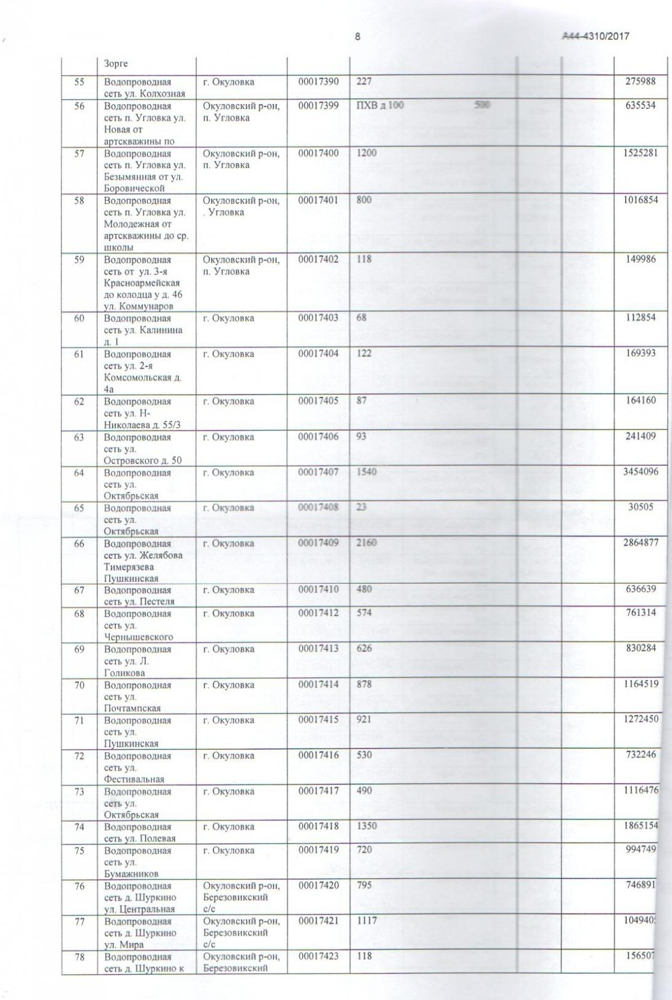 8 А44-4310/2017
Зорге
55 Водопроводная г. Окуловка 00017390 227 275988
сеть ул. Колхозная
56 Водопроводная Окуловский р-он, 00017399 ПХВ д 100 500 635534
сеть п. Угловка ул. п. Угловка
Новая от
артскважины по
57 Водопроводная Окуловский р-он, 00017400 1200 1525281
сеть п. Угловка ул. п. Угловка
Безымянная от ул.
Боровической
58 Водопроводная Окуловский р-он, 00017401 800 1016854
сеть п. Угловка ул. . Угловка
Молодежная от
артскважины до ср.
школы
59 Водопроводная Окуловский р-он, 00017402 118 149986
сеть от ул. 3-я п. Угловка
Красноармейская
до колодца у д. 46
ул. Коммунаров
60 Водопроводная г. Окуловка 00017403 68 112854
сеть ул. Калинина
д. 1
61 Водопроводная г. Окуловка 00017404 122 169393
сеть ул. 2-я
Комсомольская д.
4а
62 Водопроводная г. Окуловка 00017405 87 164160
сеть ул. Н-
Николаева д. 55/3
63 Водопроводная г. Окуловка 00017406 93 241409
сеть ул.
Островского д. 50
64 Водопроводная г. Окуловка 00017407 1540 3454096
сеть ул.
Октябрьская
65 Водопроводная г. Окуловка 00017408 23 30505
сеть ул.
Октябрьская
66 Водопроводная г. Окуловка 00017409 2160 2864877
сеть ул. Желябова
Тимерязева
Пушкинская
67 Водопроводная г. Окуловка 00017410 480 636639
сеть ул. Пестеля
68 Водопроводная г. Окуловка 00017412 574 761314
сеть ул.
Чернышевского
69 Водопроводная г. Окуловка 00017413 626 830284
сеть ул. Л.
Голикова
70 Водопроводная г. Окуловка 00017414 878 1164519
сеть ул.
Почтампская
71 Водопроводная г. Окуловка 00017415 921 1272450
сеть ул.
Пушкинская
72 Водопроводная г. Окуловка 00017416 530 732246
сеть ул.
Фестивальная
73 Водопроводная г. Окуловка 00017417 490 1116476
сеть ул.
Октябрьская
74 Водопроводная г. Окуловка 00017418 1350 1865154
сеть ул. Полевая
75 Водопроводная г. Окуловка 00017419 720 994749
сеть ул.
Бумажников
76 Водопроводная Окуловский р-он, 00017420 795 746891
сеть д. Шуркино Березовикский
ул. Центральная с/с
77 Водопроводная Окуловский р-он, 00017421 1117 1049405
сеть д. Шуркино Березовикский
ул. Мира с/с
78 Водопроводная Окуловский р-он, 00017423 118 156507
сеть д. Шуркино к Березовикский